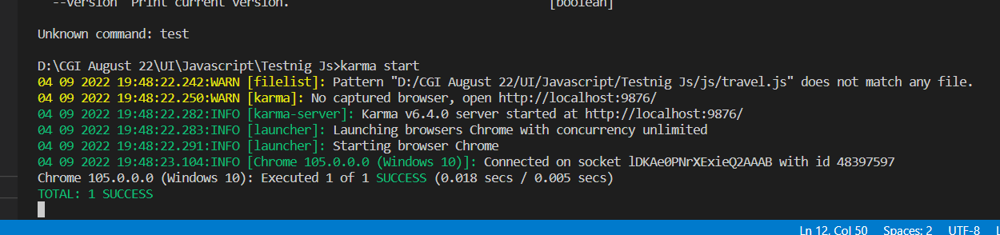 --version  Print current version.                                       [boolean]
Unknown command: test
D:\CGI August 22\UI\Javascript\Testnig Js>karma start
04 09 2022 19:48:22.242:WARN [filelist]: Pattern "D:/CGI August 22/UI/Javascript/Testnig Js/js/travel.js" does not match any file.
04 09 2022 19:48:22.250:WARN [karma]: No captured browser, open http://localhost:9876/
04 09 2022 19:48:22.282:INFO [karma-server]: Karma v6.4.0 server started at http://localhost:9876/
04 09 2022 19:48:22.283:INFO [launcher]: Launching browsers Chrome with concurrency unlimited
04 09 2022 19:48:22.291:INFO [launcher]: Starting browser Chrome
04 09 2022 19:48:23.104:INFO [Chrome 105.0.0.0 (Windows 10)]: Connected on socket lDKAe0PNrXExieQ2AAAB with id 48397597
Chrome 105.0.0.0 (Windows 10): Executed 1 of 1 SUCCESS (0.018 secs / 0.005 secs)
TOTAL: 1 SUCCESS
Ln 12, Col 50 Spaces: 2 UTF-8